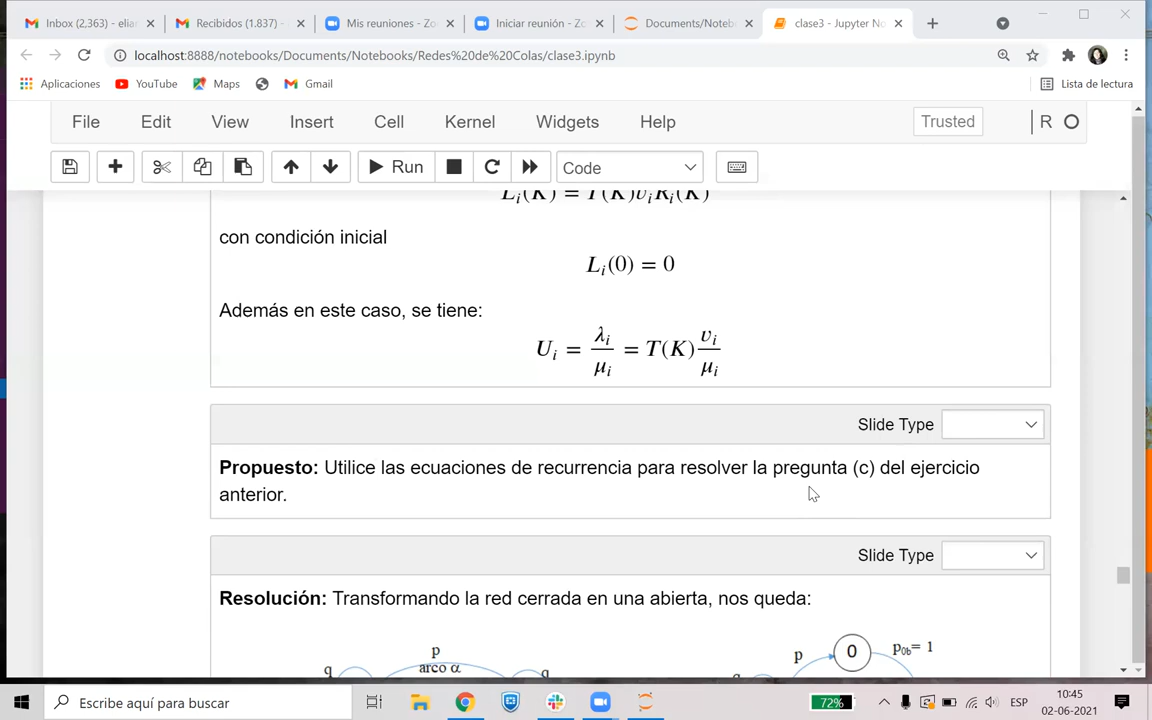 Inbox (2,363) - elian
Recibidos (1.837) -
Mis reuniones - Zo
Iniciar reunión - Zo
Documents/Noteb
clase3 - Jupyter No
localhost:8888/notebooks/Documents/Notebooks/Redes%20de%20Colas/clase3.ipynb
Aplicaciones
YouTube
Maps
Gmail
Lista de lectura
File Edit View Insert Cell Kernel Widgets Help Trusted R
Run Code
L_i(K) = T(K)υ_iR_i(K)
con condición inicial
L_i(0) = 0
Además en este caso, se tiene:
U_i = λ_i/μ_i = T(K) υ_i/μ_i
Slide Type
Propuesto: Utilice las ecuaciones de recurrencia para resolver la pregunta (c) del ejercicio
anterior.
Slide Type
Resolución: Transformando la red cerrada en una abierta, nos queda:
p
arco α
q
q
p
0
p_0b= 1
Escribe aquí para buscar
72%
ESP
10:45
02-06-2021